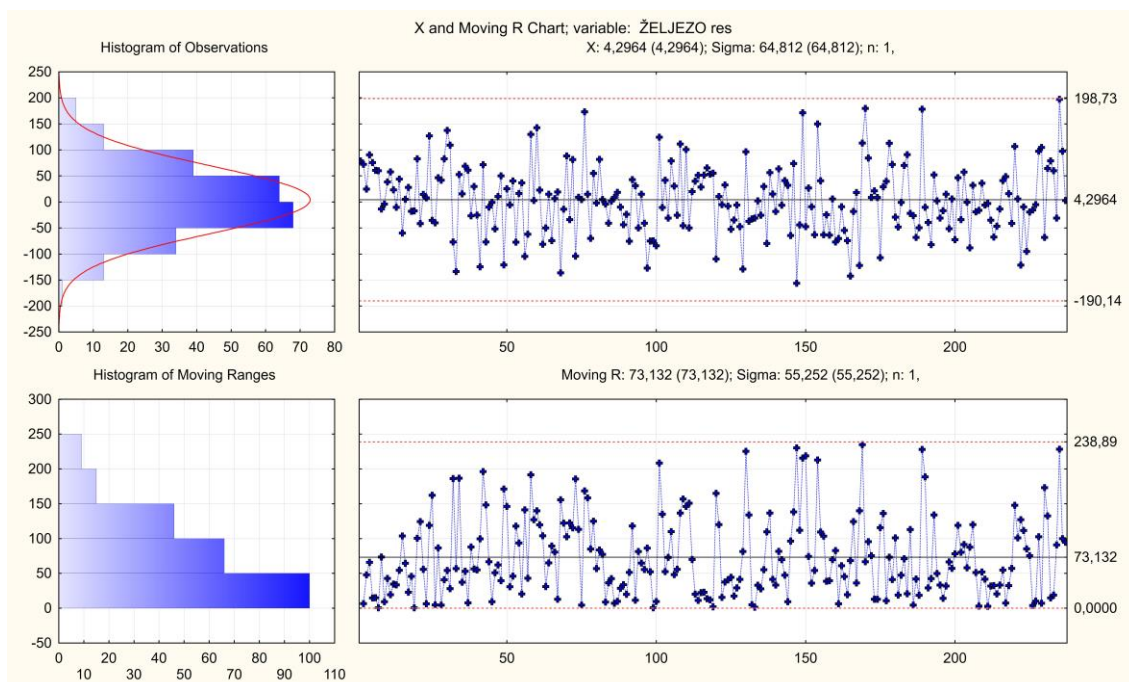 X and Moving R Chart; variable: ŽELJEZO res
Histogram of Observations
X: 4,2964 (4,2964); Sigma: 64,812 (64,812); n: 1,
250
200
150
100
50
0
-50
-100
-150
-200
-250
0 10 20 30 40 50 60 70 80
198,73
4,2964
-190,14
50 100 150 200
Histogram of Moving Ranges
Moving R: 73,132 (73,132); Sigma: 55,252 (55,252); n: 1,
300
250
200
150
100
50
0
-50
0 20 40 60 80 100
10 30 50 70 90 110
238,89
73,132
0,0000
50 100 150 200